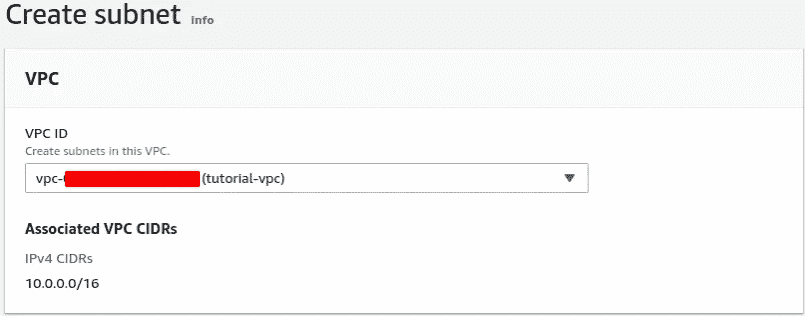 Create subnet Info
VPC
VPC ID
Create subnets in this VPC.
vpc- (tutorial-vpc)
Associated VPC CIDRs
IPv4 CIDRs
10.0.0.0/16